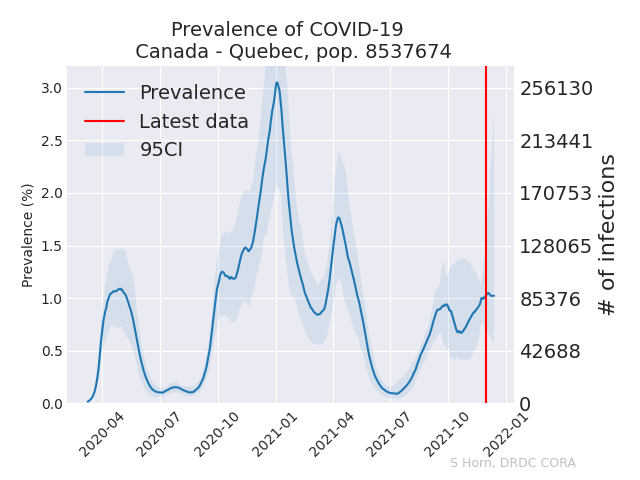 Prevalence of COVID-19
Canada - Quebec, pop. 8537674
Prevalence
Latest data
95CI
Prevalence (%)
3.0
2.5
2.0
1.5
1.0
0.5
0.0
256130
213441
170753
128065
85376
42688
0
# of infections
2020-04
2020-07
2020-10
2021-01
2021-04
2021-07
2021-10
2022-01
S Horn, DRDC CORA